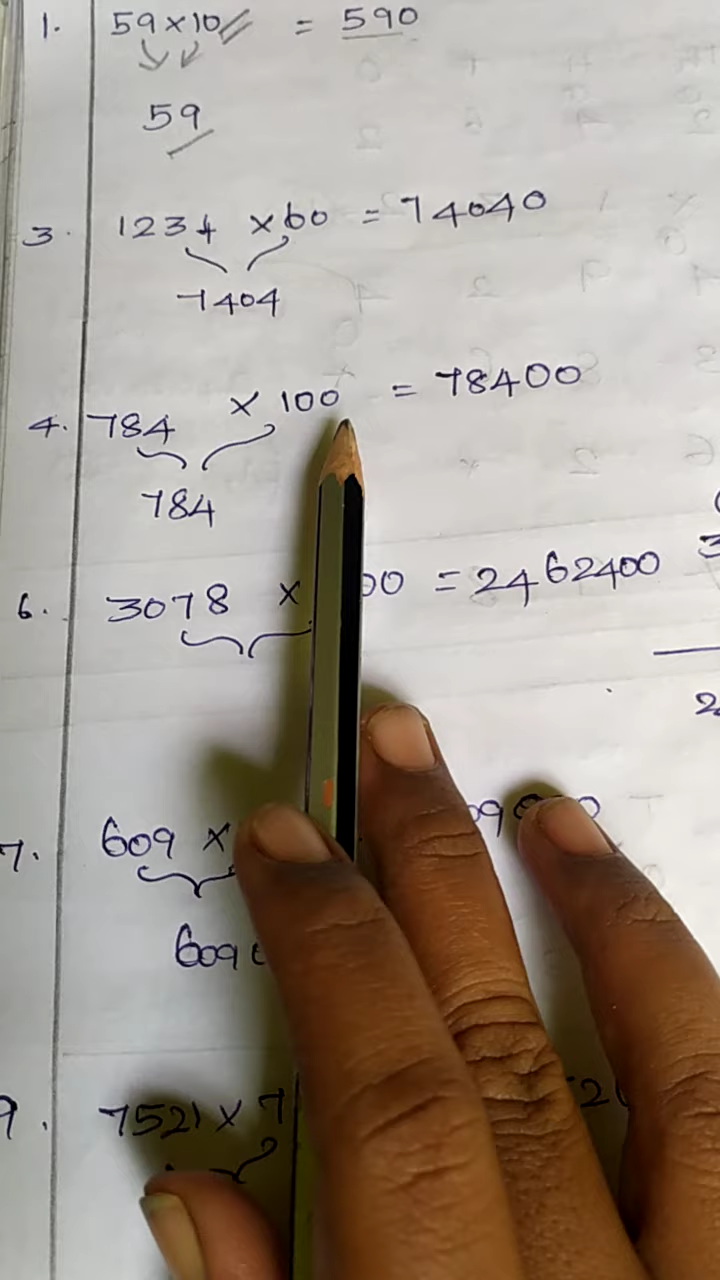 1. 59 × 10 = 590
59
3. 1234 × 60 = 74040
7404
4. 784 × 100 = 78400
784
6. 3078 × 00 = 2462400
7. 609 ×
609
9. 7521 × 7